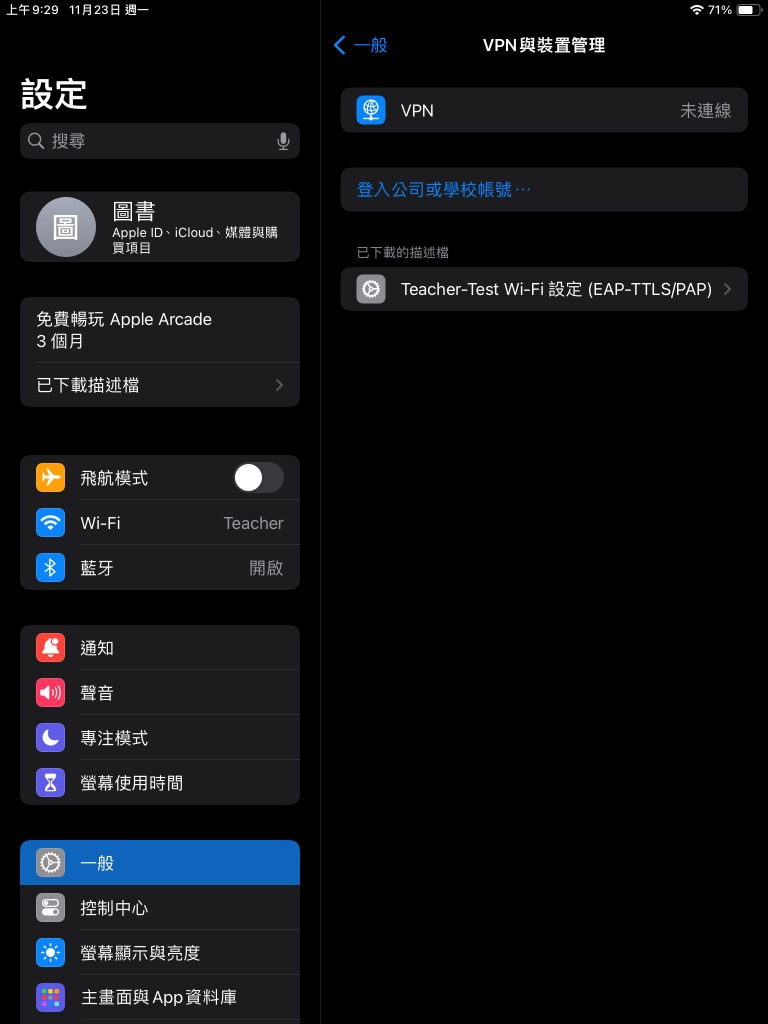 上午9:29 11月23日 週一
71%
設定
搜尋
圖
圖書
Apple ID、iCloud、媒體與購
買項目
免費暢玩 Apple Arcade
3 個月
已下載描述檔
飛航模式
Wi-Fi Teacher
藍牙 開啟
通知
聲音
專注模式
螢幕使用時間
一般
控制中心
螢幕顯示與亮度
主畫面與App資料庫
一般 VPN與裝置管理
VPN 未連線
登入公司或學校帳號…
已下載的描述檔
Teacher-Test Wi-Fi 設定 (EAP-TTLS/PAP)